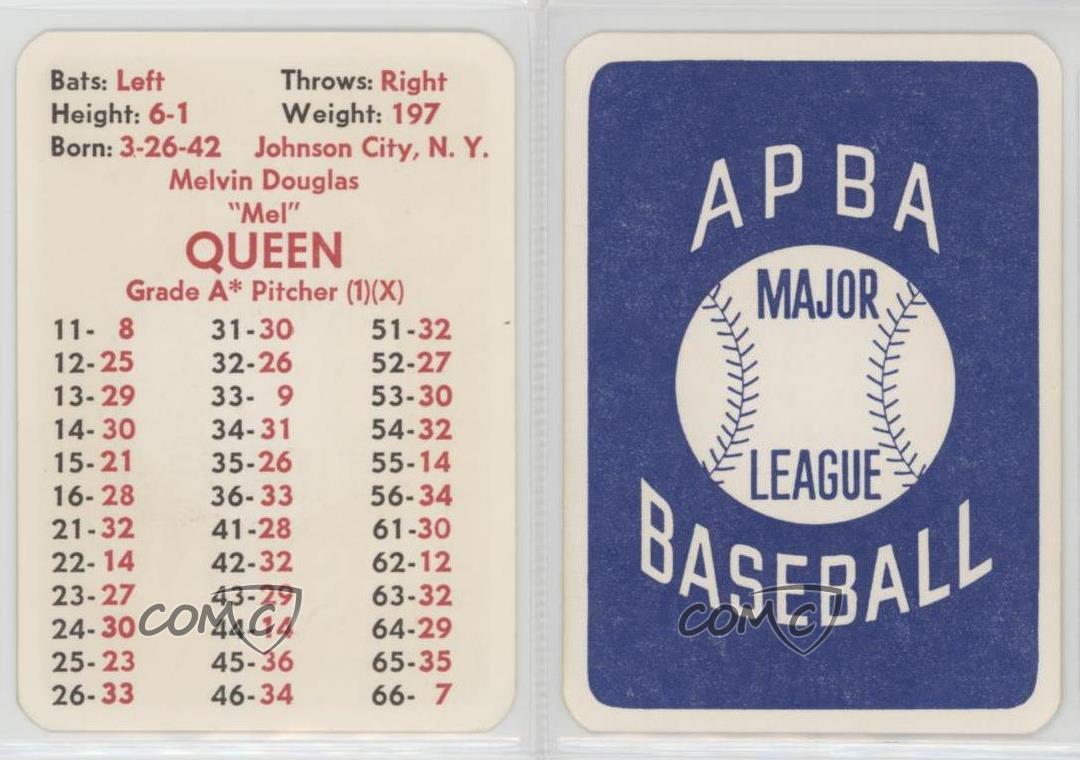 Bats: Left Throws: Right
Height: 6-1 Weight: 197
Born: 3-26-42 Johnson City, N. Y.
Melvin Douglas
"Mel"
QUEEN
Grade A* Pitcher (1)(X)
11- 8 31-30 51-32
12-25 32-26 52-27
13-29 33- 9 53-30
14-30 34-31 54-32
15-21 35-26 55-14
16-28 36-33 56-34
21-32 41-28 61-30
22-14 42-32 62-12
23-27 43-29 63-32
24-30 44-14 64-29
25-23 45-36 65-35
26-33 46-34 66- 7
COMC
APBA
MAJOR
LEAGUE
BASEBALL
COMC